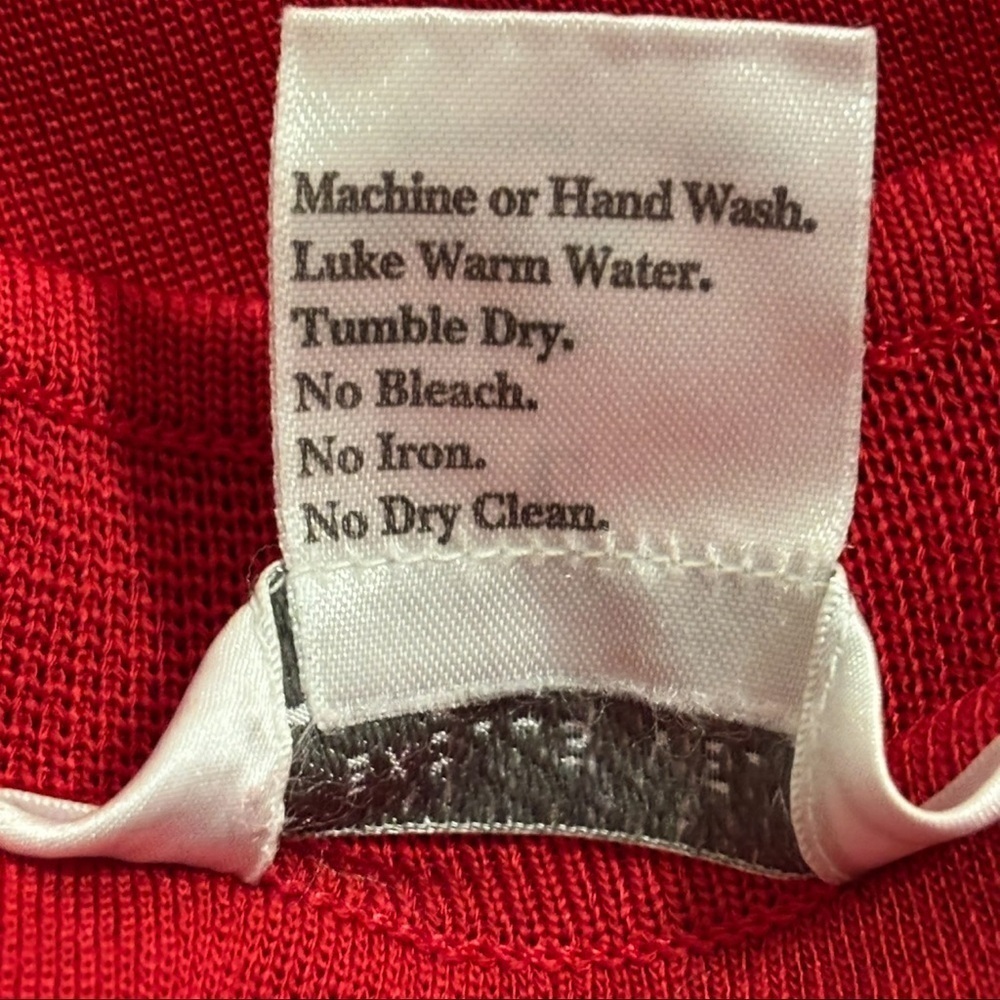 Machine or Hand Wash.
Luke Warm Water.
Tumble Dry.
No Bleach.
No Iron.
No Dry Clean.